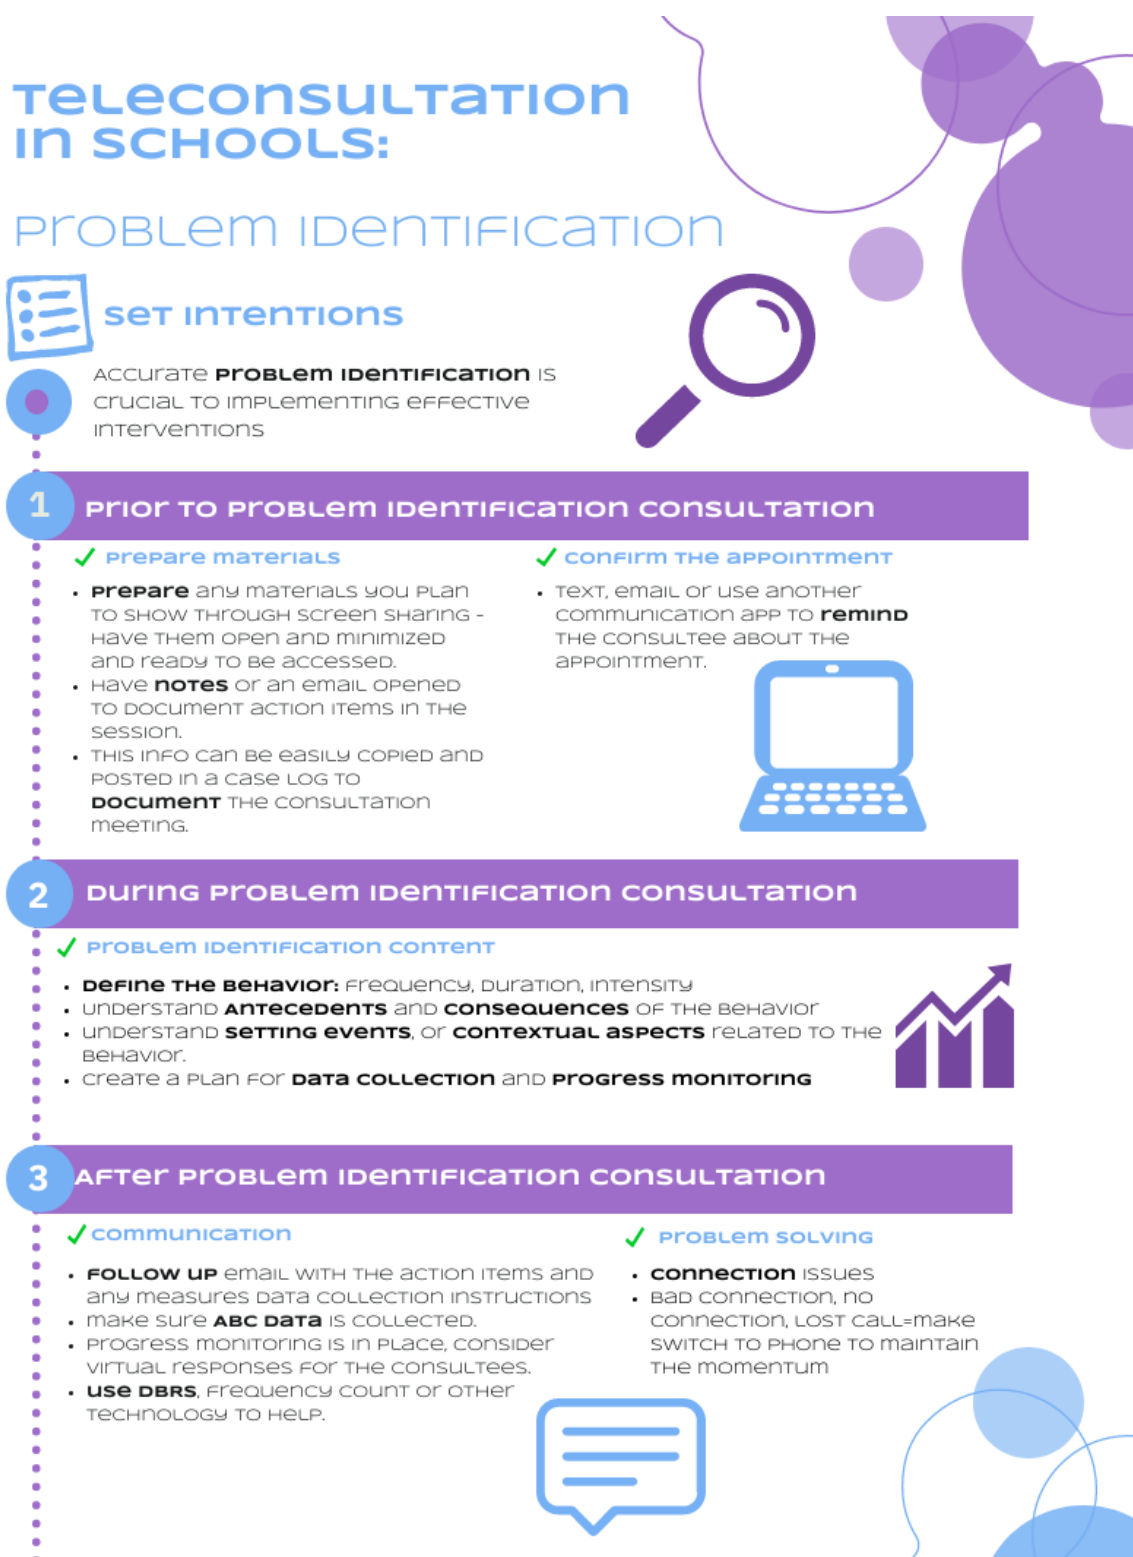 TELECONSULTATION
IN SCHOOLS:
PROBLEM IDENTIFICATION
SET INTENTIONS
ACCURATE PROBLEM IDENTIFICATION IS
CRUCIAL TO IMPLEMENTING EFFECTIVE
INTERVENTIONS
1
PRIOR TO PROBLEM IDENTIFICATION CONSULTATION
✓ PREPARE MATERIALS
• PREPARE ANY MATERIALS YOU PLAN
TO SHOW THROUGH SCREEN SHARING -
HAVE THEM OPEN AND MINIMIZED
AND READY TO BE ACCESSED.
• HAVE NOTES OR AN EMAIL OPENED
TO DOCUMENT ACTION ITEMS IN THE
SESSION.
• THIS INFO CAN BE EASILY COPIED AND
POSTED IN A CASE LOG TO
DOCUMENT THE CONSULTATION
MEETING.
✓ CONFIRM THE APPOINTMENT
• TEXT, EMAIL OR USE ANOTHER
COMMUNICATION APP TO REMIND
THE CONSULTEE ABOUT THE
APPOINTMENT.
2
DURING PROBLEM IDENTIFICATION CONSULTATION
✓ PROBLEM IDENTIFICATION CONTENT
• DEFINE THE BEHAVIOR: FREQUENCY, DURATION, INTENSITY
• UNDERSTAND ANTECEDENTS AND CONSEQUENCES OF THE BEHAVIOR
• UNDERSTAND SETTING EVENTS, OR CONTEXTUAL ASPECTS RELATED TO THE
BEHAVIOR.
• CREATE A PLAN FOR DATA COLLECTION AND PROGRESS MONITORING
3
AFTER PROBLEM IDENTIFICATION CONSULTATION
✓ COMMUNICATION
• FOLLOW UP EMAIL WITH THE ACTION ITEMS AND
ANY MEASURES DATA COLLECTION INSTRUCTIONS
• MAKE SURE ABC DATA IS COLLECTED.
• PROGRESS MONITORING IS IN PLACE, CONSIDER
VIRTUAL RESPONSES FOR THE CONSULTEES.
• USE DBRS, FREQUENCY COUNT OR OTHER
TECHNOLOGY TO HELP.
✓ PROBLEM SOLVING
• CONNECTION ISSUES
• BAD CONNECTION, NO
CONNECTION, LOST CALL=MAKE
SWITCH TO PHONE TO MAINTAIN
THE MOMENTUM